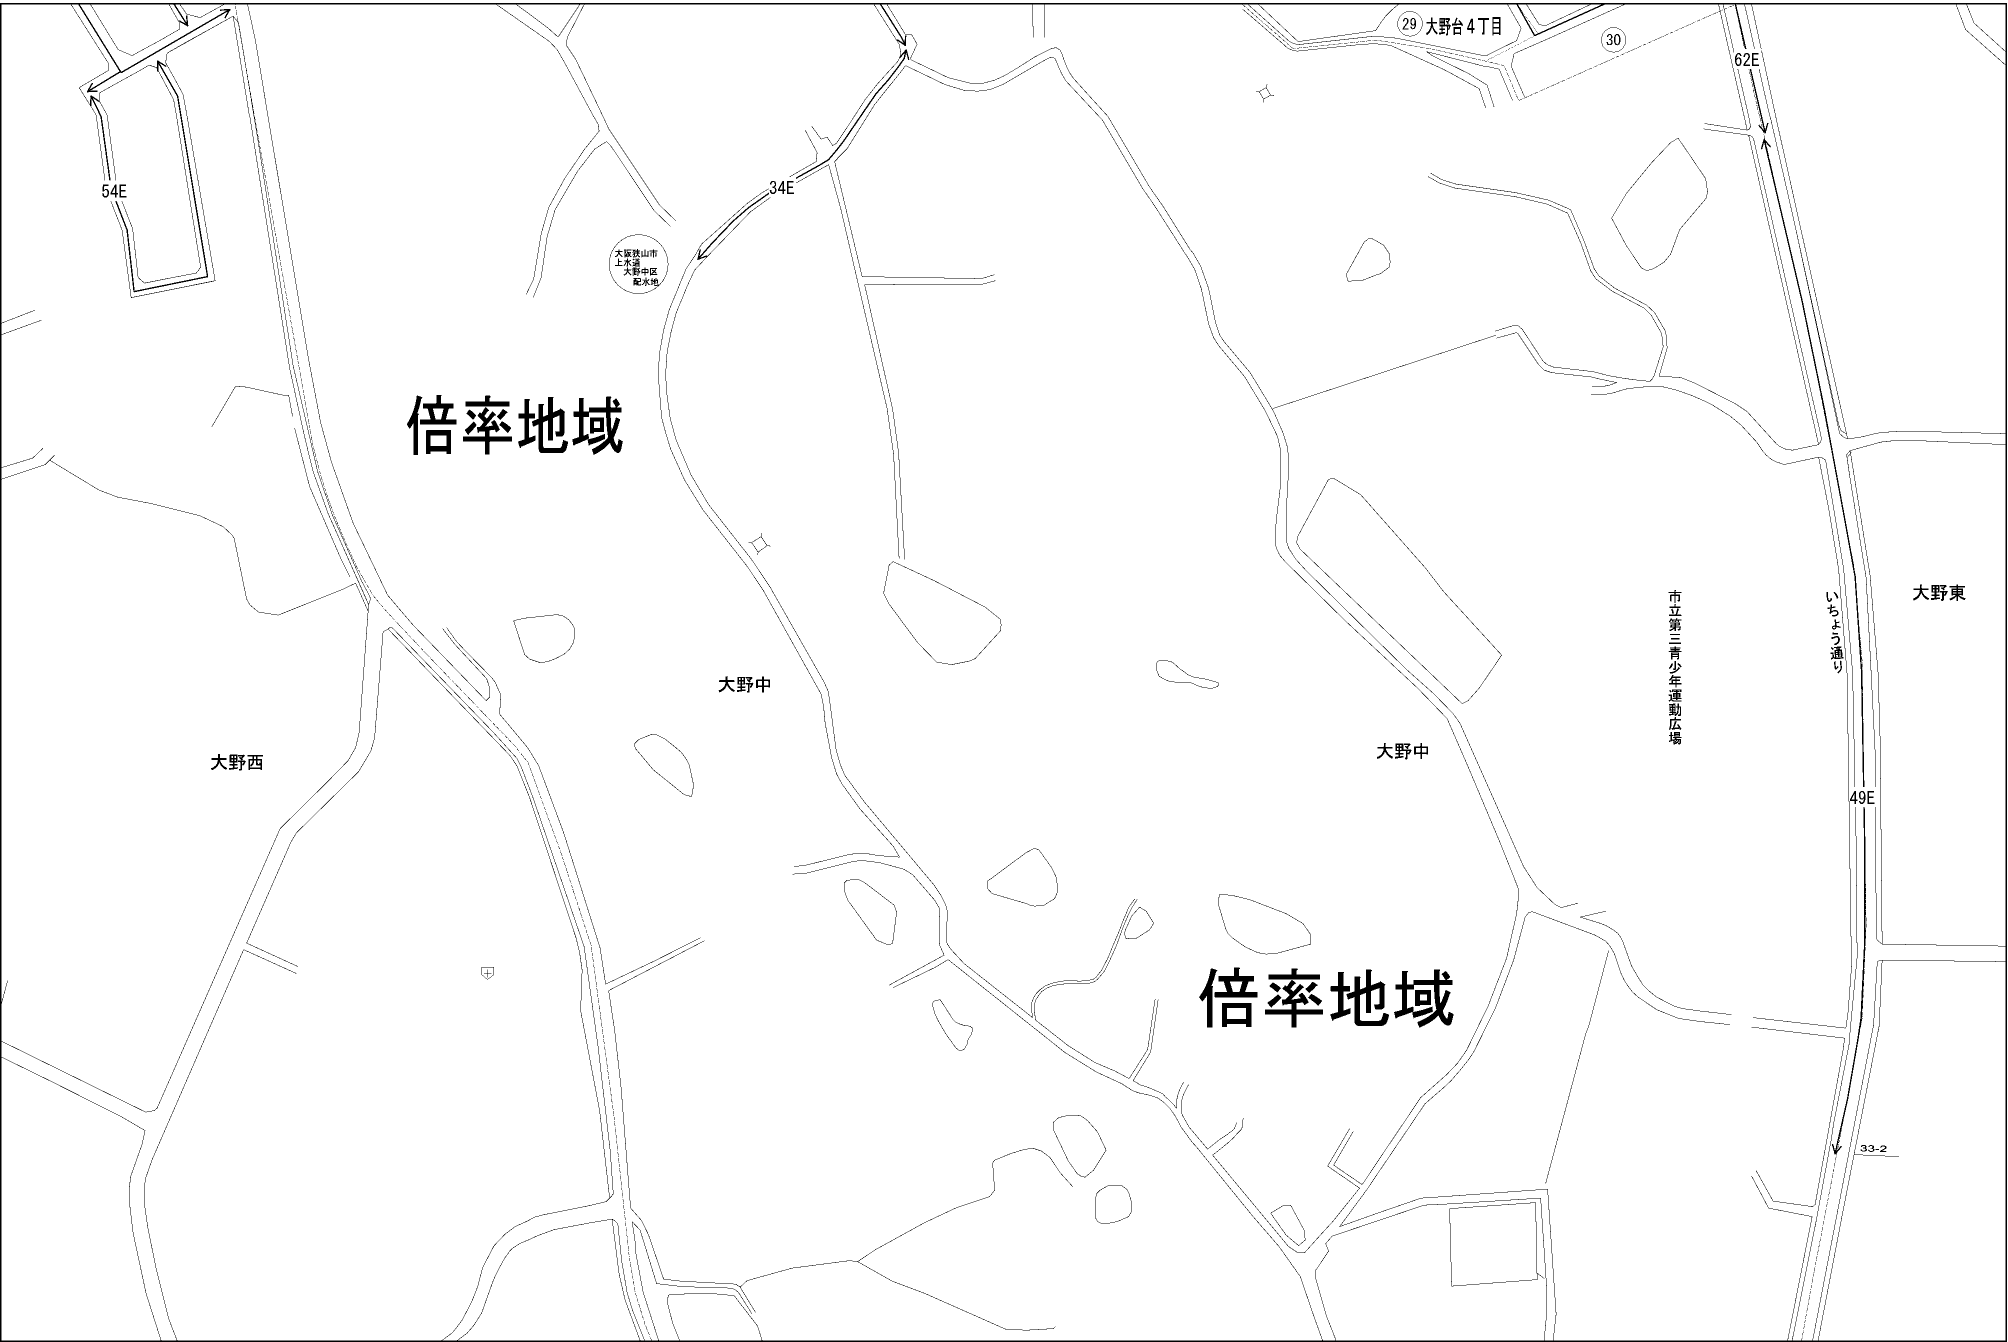 29 大野台4丁目
30
62E
54E
34E
大阪狭山市
上水道
大野中区
配水地
倍率地域
大野東
市立第三青少年運動広場
いちょう通り
大野中
大野中
大野西
49E
倍率地域
33-2